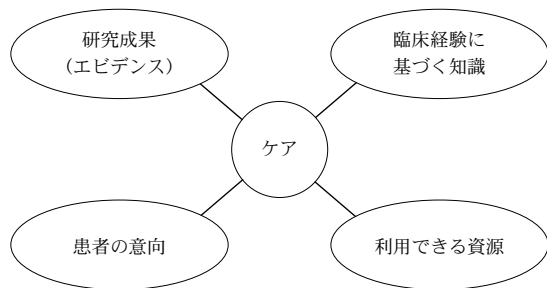 研究成果
（エビデンス）
臨床経験に
基づく知識
ケア
患者の意向
利用できる資源